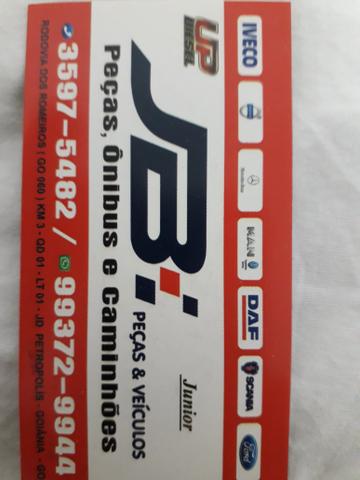 IVECO
Mercedes-Benz
MAN
DAF
SCANIA
Ford
UP
DIESEL
JB
PEÇAS & VEÍCULOS
Junior
Peças, Ônibus e Caminhões
3597-5482 / 99372-9944
RODOVIA DOS ROMEIROS ( GO 060 ) KM 3 - QD 01 - LT 01 - JD. PETROPOLIS - GOIÂNIA - GO